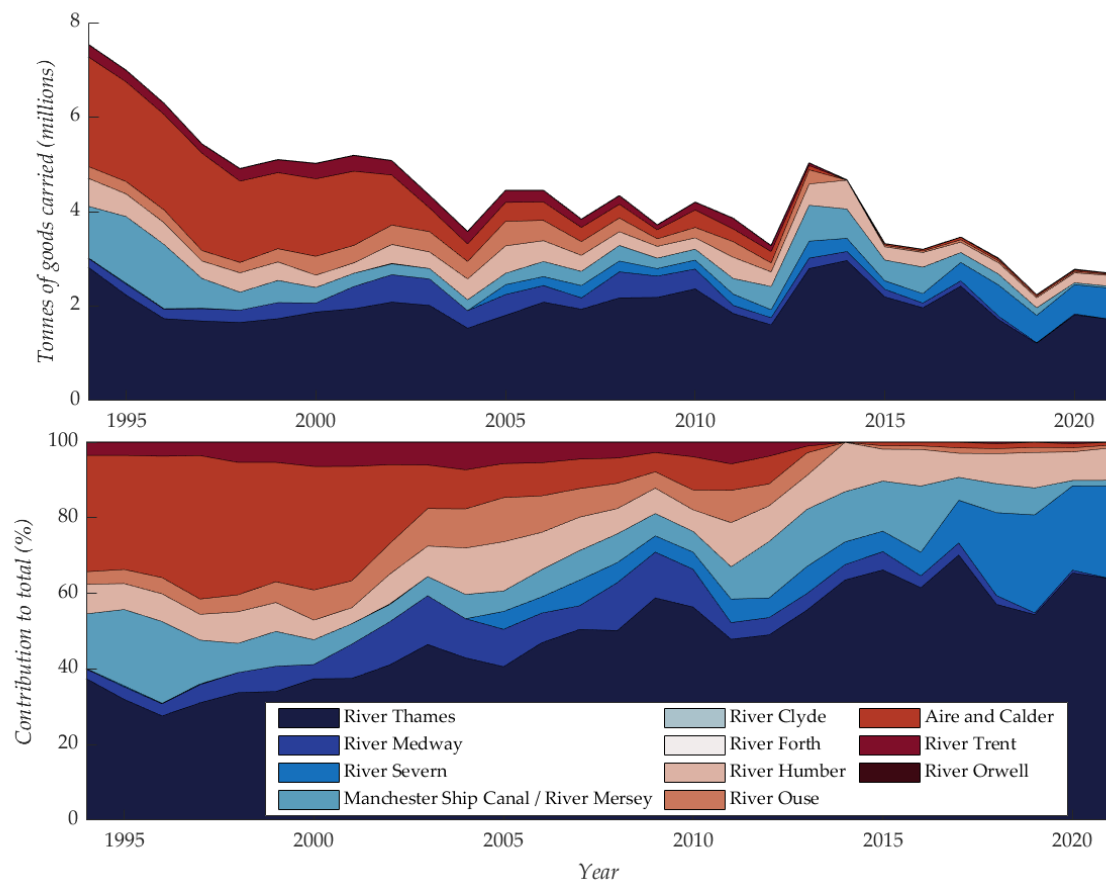 8
6
4
2
0
Tonnes of goods carried (millions)
1995 2000 2005 2010 2015 2020
100
80
60
40
20
0
Contribution to total (%)
River Thames River Clyde Aire and Calder
River Medway River Forth River Trent
River Severn River Humber River Orwell
Manchester Ship Canal / River Mersey River Ouse
1995 2000 2005 2010 2015 2020
Year